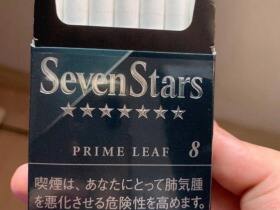 SevenStars
★★★★★★★
PRIME LEAF 8
喫煙は、あなたにとって肺気腫
を悪化させる危険性を高めます。